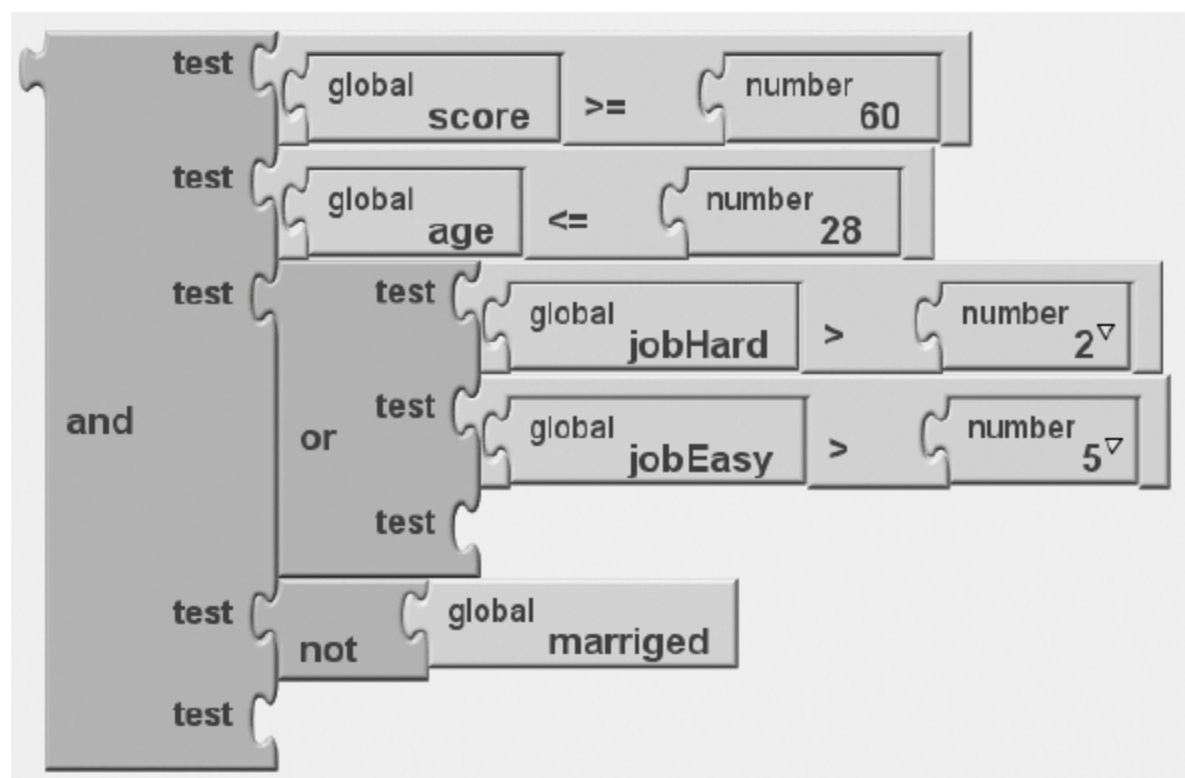 test global score >= number 60
test global age <= number 28
test test global jobHard > number 2
and or test global jobEasy > number 5
test
test not global marriged
test